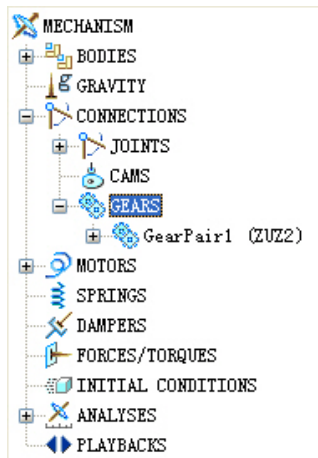 MECHANISM
BODIES
GRAVITY
CONNECTIONS
JOINTS
CAMS
GEARS
GearPair1 (ZUZ2)
MOTORS
SPRINGS
DAMPERS
FORCES/TORQUES
INITIAL CONDITIONS
ANALYSES
PLAYBACKS